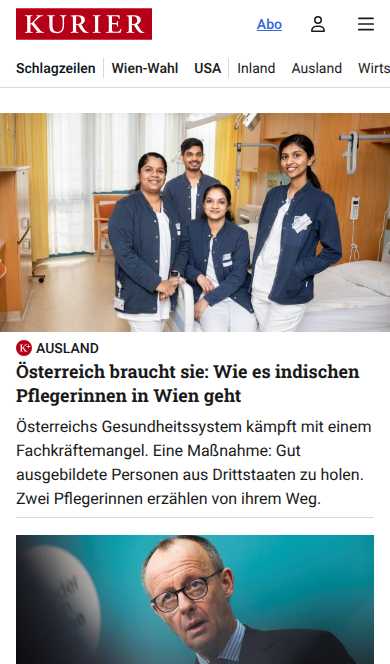 KURIER
Abo
Schlagzeilen
Wien-Wahl
USA
Inland
Ausland
Wirts
K+ AUSLAND
Österreich braucht sie: Wie es indischen
Pflegerinnen in Wien geht
Österreichs Gesundheitssystem kämpft mit einem
Fachkräftemangel. Eine Maßnahme: Gut
ausgebildete Personen aus Drittstaaten zu holen.
Zwei Pflegerinnen erzählen von ihrem Weg.